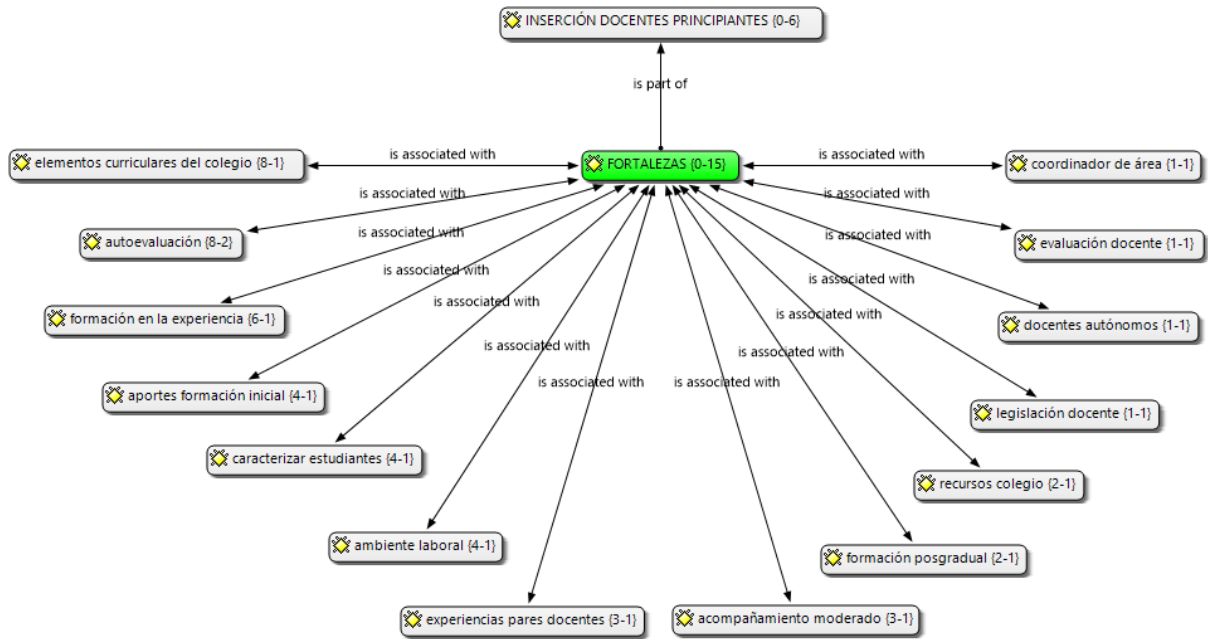 INSERCIÓN DOCENTES PRINCIPIANTES {0-6}
is part of
elementos curriculares del colegio {8-1}
is associated with
FORTALEZAS {0-15}
is associated with
coordinador de área {1-1}
is associated with
is associated with
autoevaluación {8-2}
evaluación docente {1-1}
is associated with
is associated with
formación en la experiencia {6-1}
docentes autónomos {1-1}
is associated with
is associated with
is associated with
is associated with
aportes formación inicial {4-1}
legislación docente {1-1}
is associated with
is associated with
caracterizar estudiantes {4-1}
recursos colegio {2-1}
is associated with
is associated with
ambiente laboral {4-1}
formación posgradual {2-1}
experiencias pares docentes {3-1}
acompañamiento moderado {3-1}